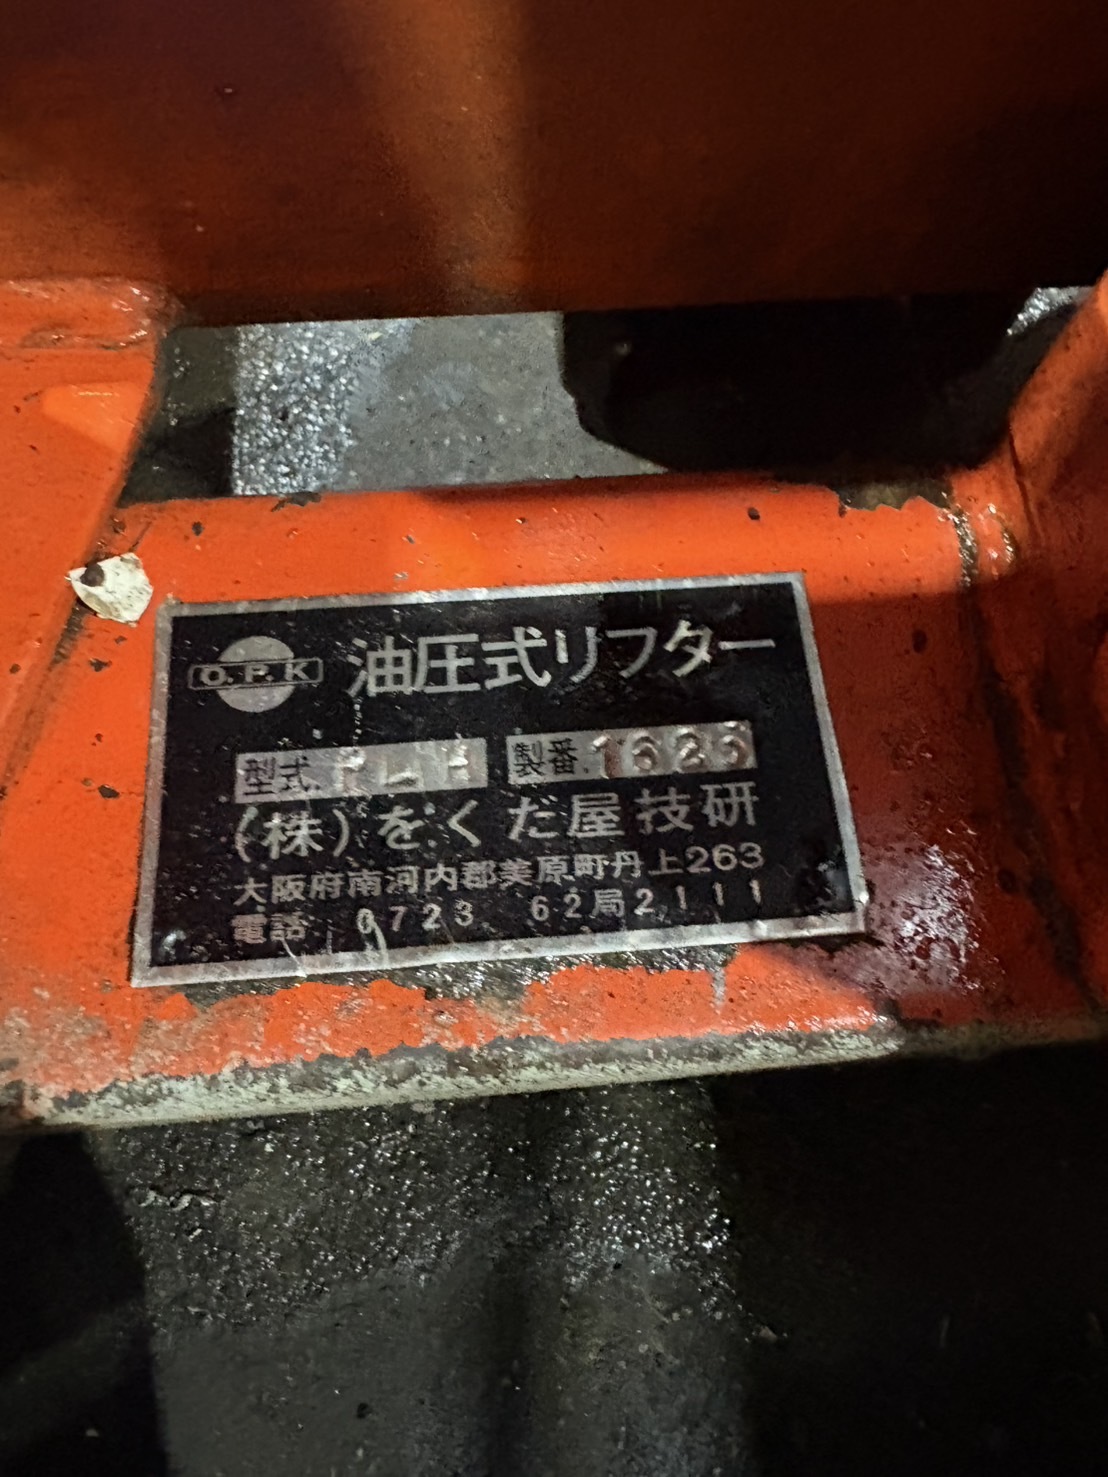 O.P.K 油圧式リフター
型式. PLH 製番. 1626
(株)をくだ屋技研
大阪府南河内郡美原町丹上263
電話 0723 62局2111